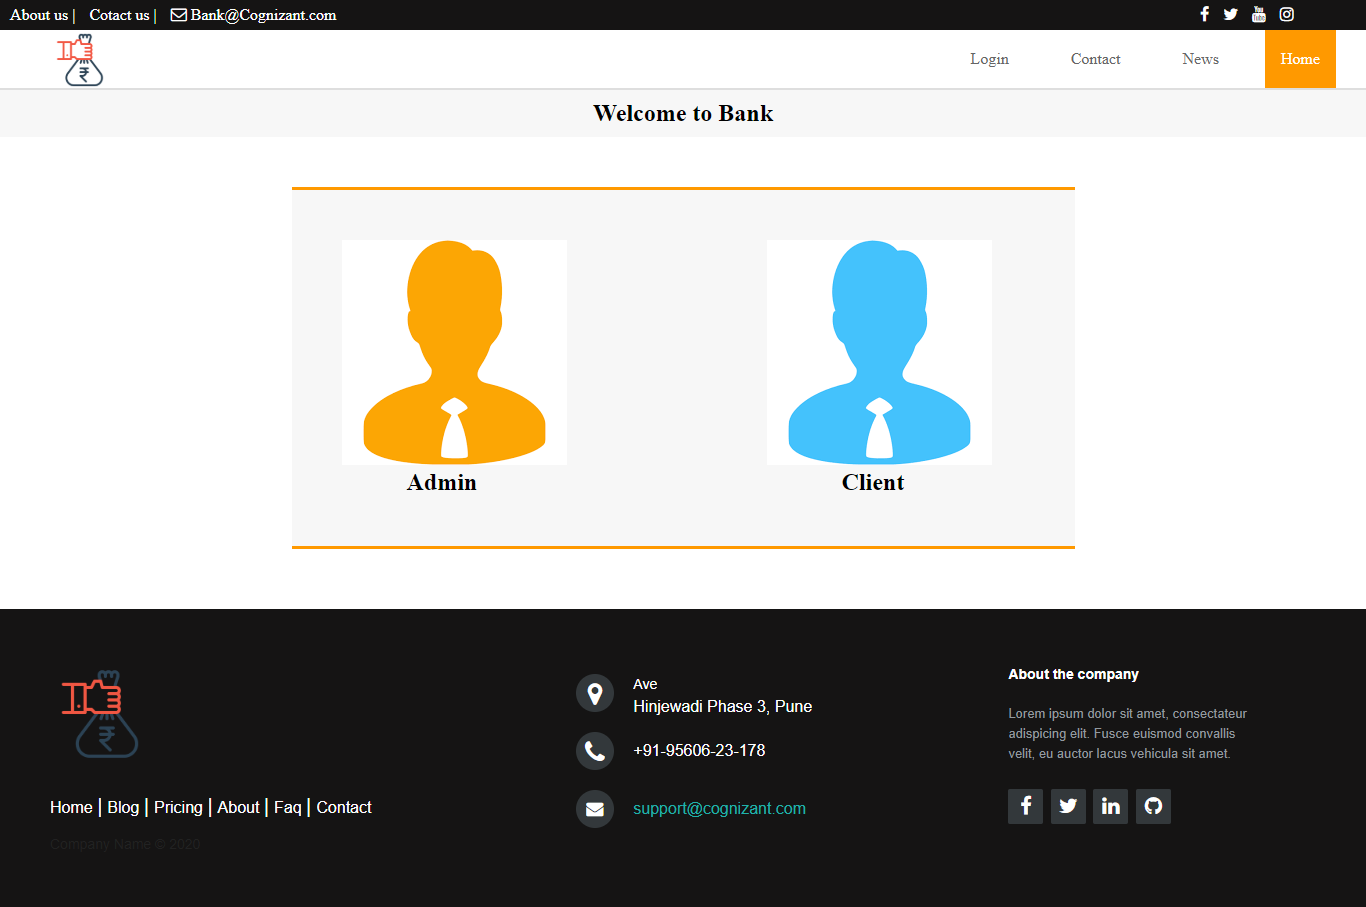 About us | Cotact us | Bank@Cognizant.com
Login Contact News Home
Welcome to Bank
Admin Client
Home | Blog | Pricing | About | Faq | Contact
Company Name © 2020
Ave
Hinjewadi Phase 3, Pune
+91-95606-23-178
support@cognizant.com
About the company
Lorem ipsum dolor sit amet, consectateur
adispicing elit. Fusce euismod convallis
velit, eu auctor lacus vehicula sit amet.